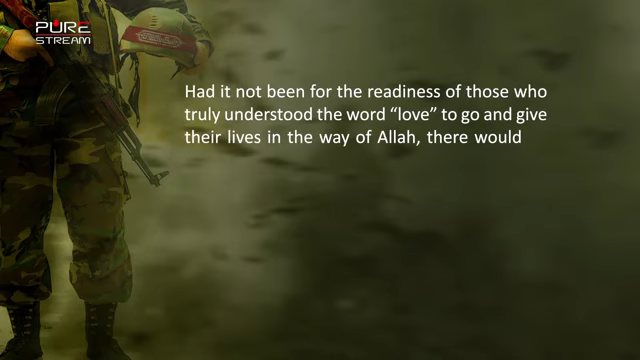 PURE
STREAM
Had it not been for the readiness of those who
truly understood the word “love” to go and give
their lives in the way of Allah, there would